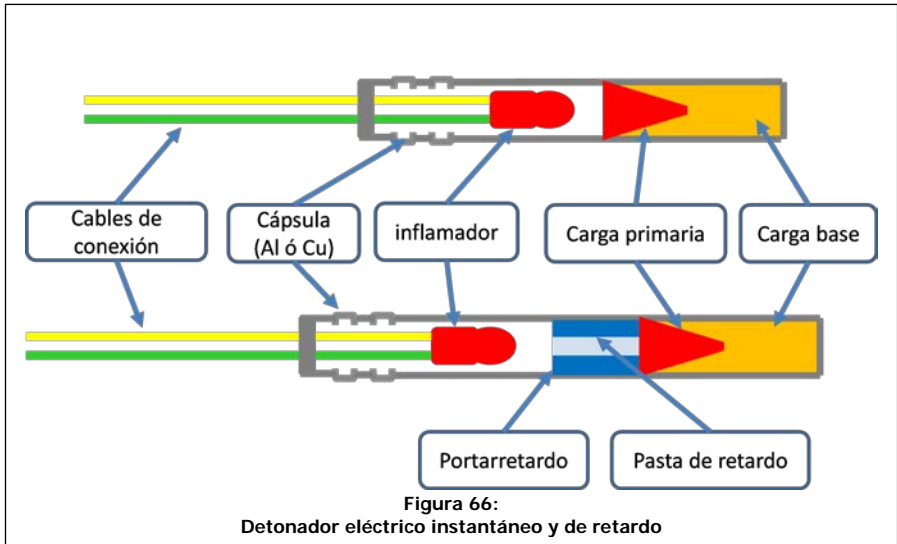 Cables de
conexión
Cápsula
(Al ó Cu)
inflamador
Carga primaria
Carga base
Portarretardo
Pasta de retardo
Figura 66:
Detonador eléctrico instantáneo y de retardo